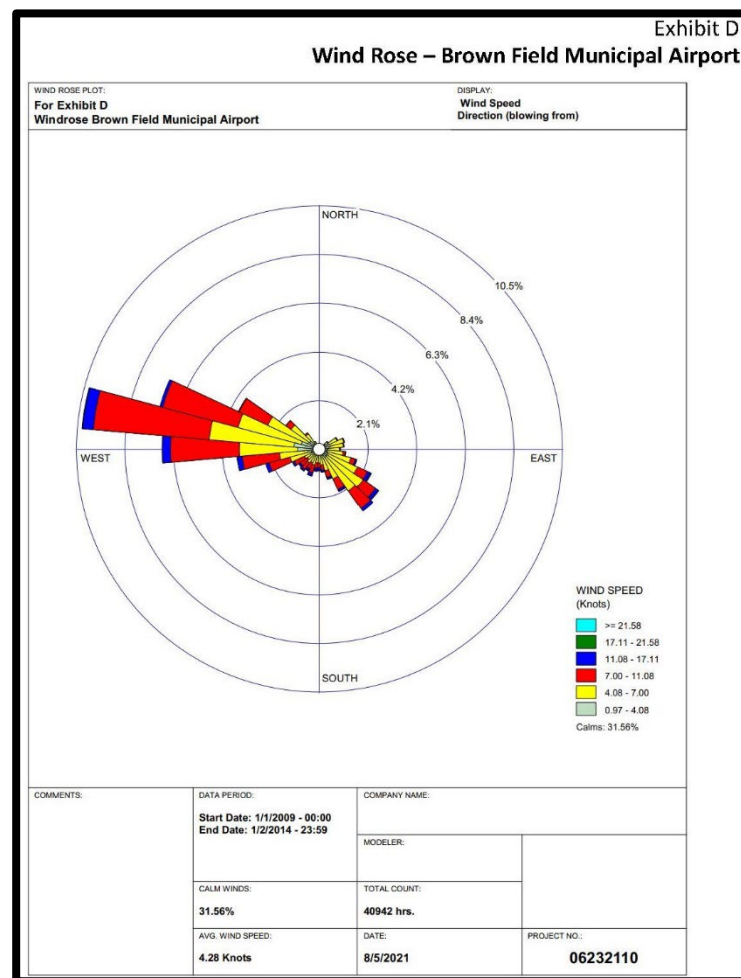 Exhibit D
Wind Rose – Brown Field Municipal Airport
WIND ROSE PLOT:
For Exhibit D
Windrose Brown Field Municipal Airport
DISPLAY:
Wind Speed
Direction (blowing from)
NORTH
10.5%
8.4%
6.3%
4.2%
2.1%
WEST
EAST
SOUTH
WIND SPEED
(Knots)
>= 21.58
17.11 - 21.58
11.08 - 17.11
7.00 - 11.08
4.08 - 7.00
0.97 - 4.08
Calms: 31.56%
COMMENTS:
DATA PERIOD:
Start Date: 1/1/2009 - 00:00
End Date: 1/2/2014 - 23:59
COMPANY NAME:
MODELER:
CALM WINDS:
31.56%
TOTAL COUNT:
40942 hrs.
AVG. WIND SPEED:
4.28 Knots
DATE:
8/5/2021
PROJECT NO.:
06232110